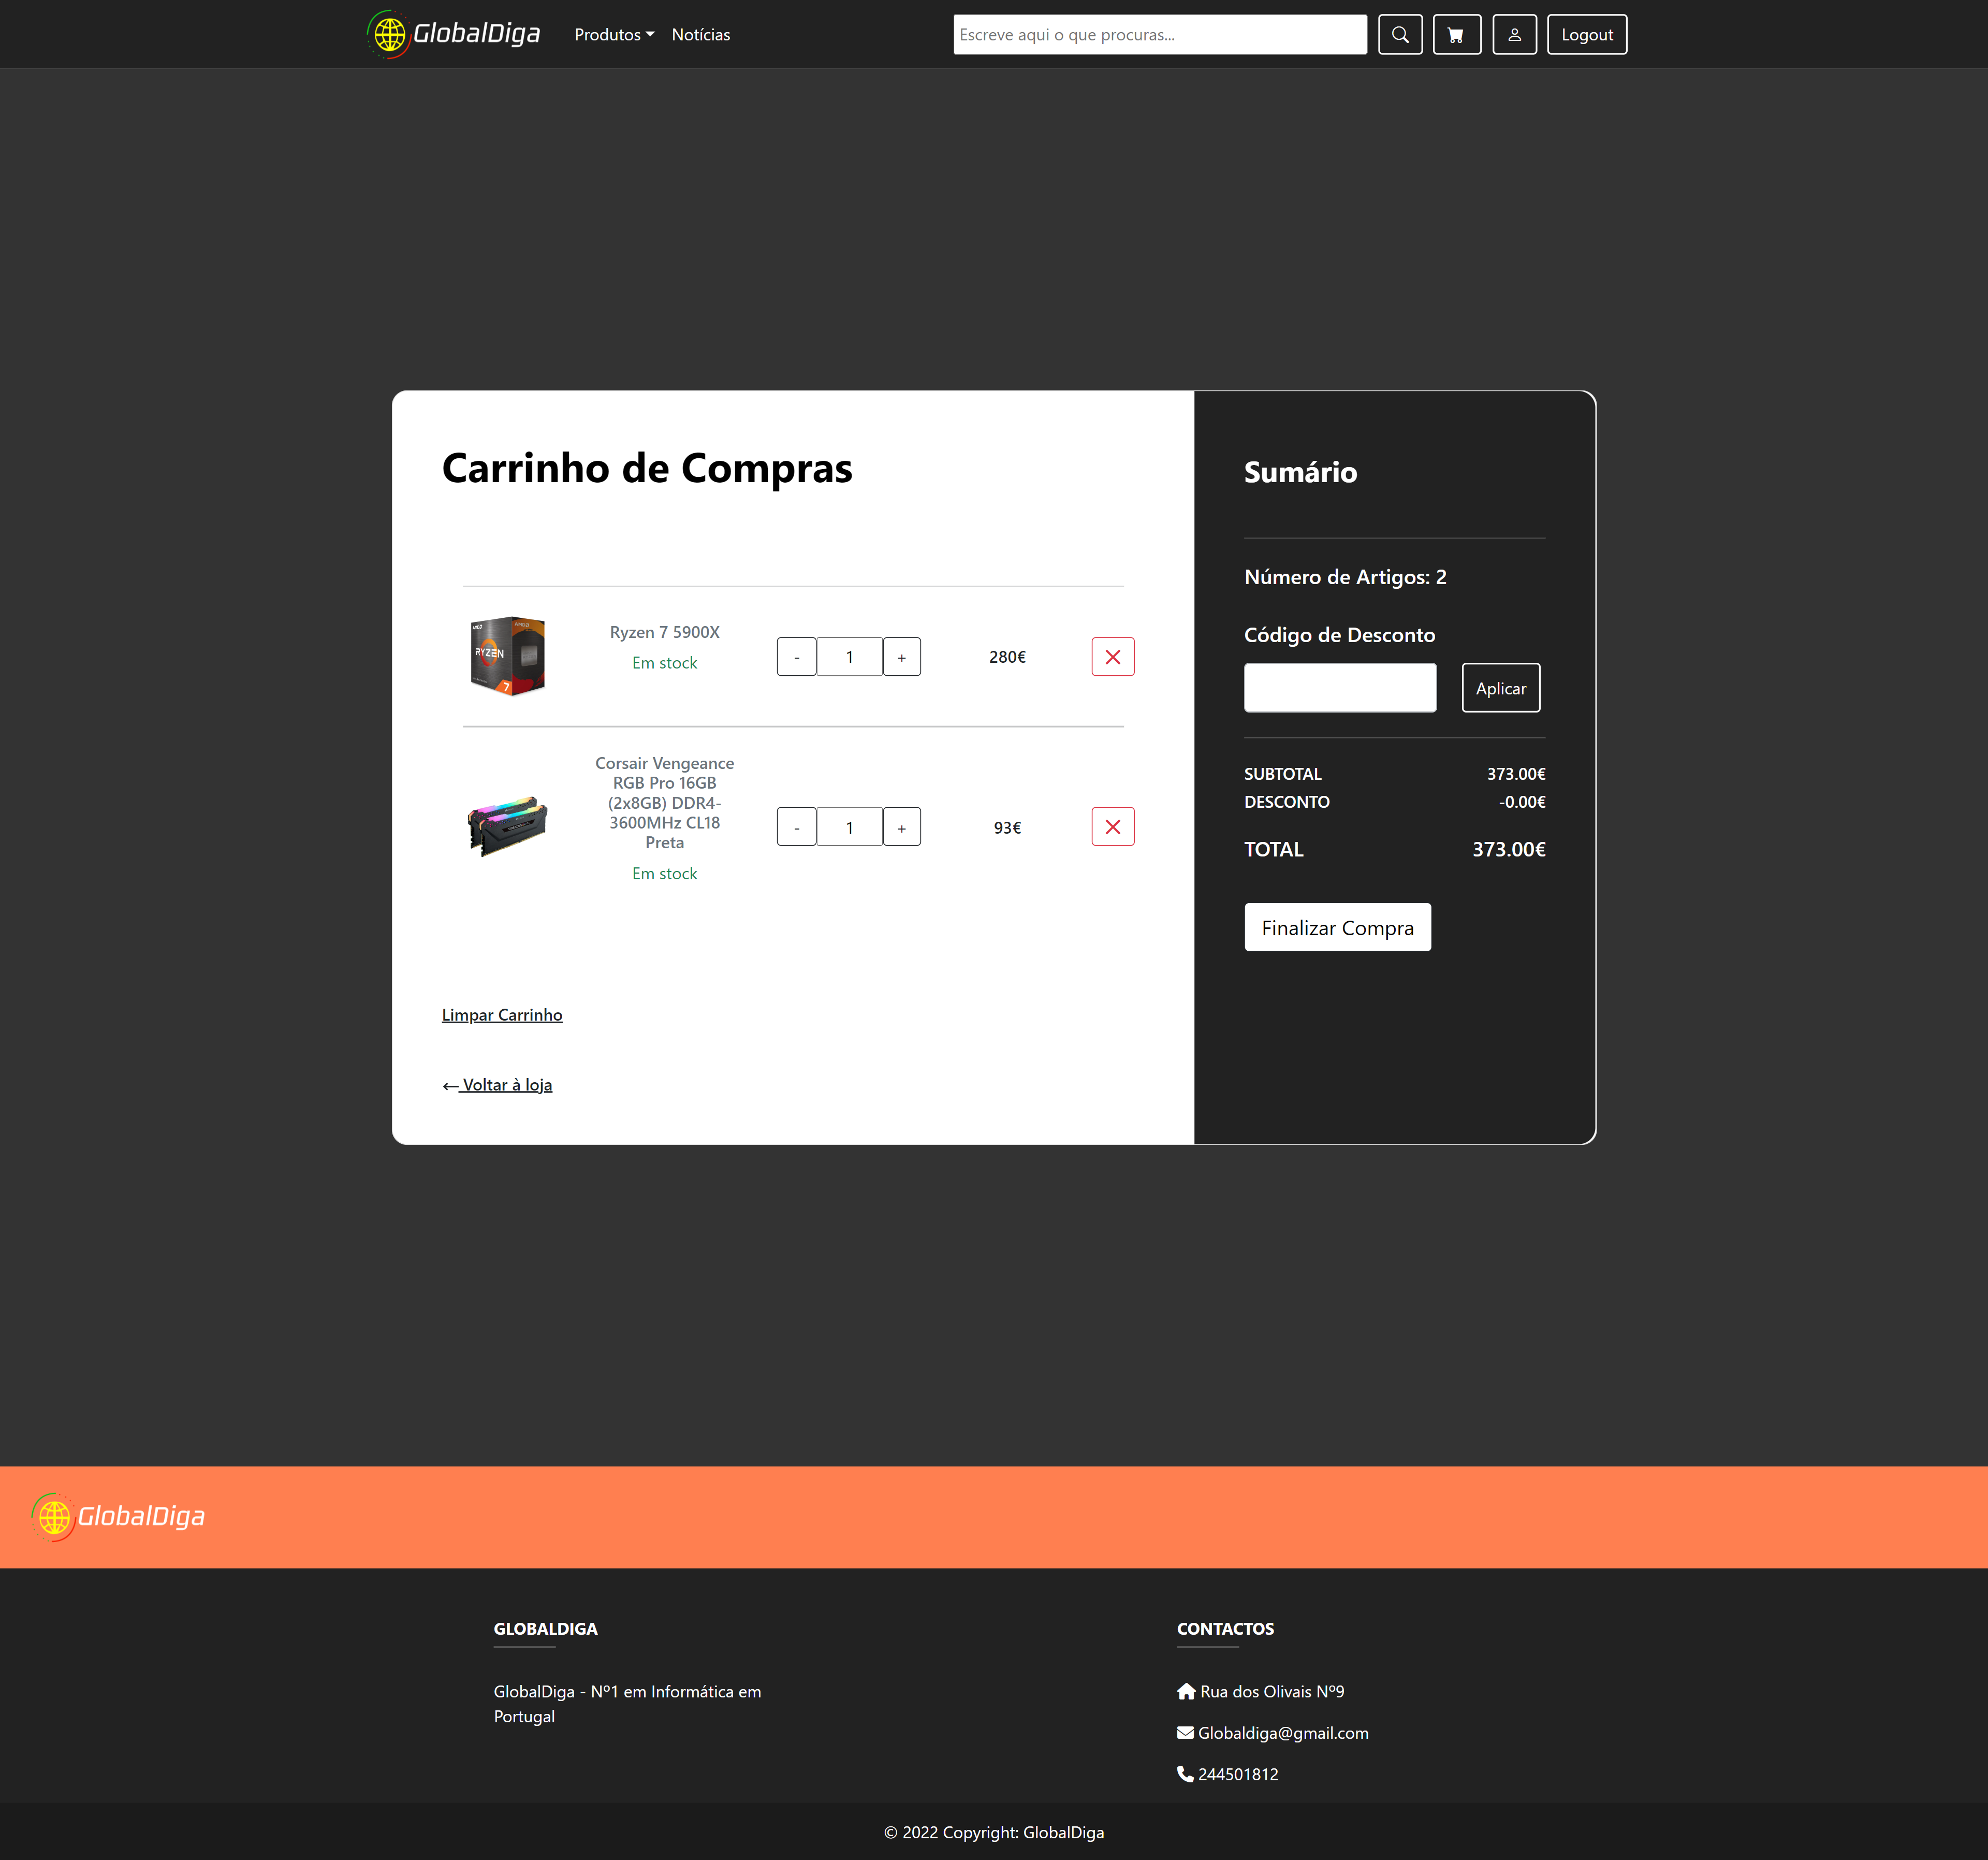 GlobalDiga
Produtos
Notícias
Escreve aqui o que procuras...
Logout
Carrinho de Compras
AMD
RYZEN
7
Ryzen 7 5900X
Em stock
-
1
+
280€
Corsair Vengeance
RGB Pro 16GB
(2x8GB) DDR4-
3600MHz CL18
Preta
Em stock
-
1
+
93€
Limpar Carrinho
← Voltar à loja
Sumário
Número de Artigos: 2
Código de Desconto
Aplicar
SUBTOTAL 373.00€
DESCONTO -0.00€
TOTAL 373.00€
Finalizar Compra
GlobalDiga
GLOBALDIGA
GlobalDiga - Nº1 em Informática em
Portugal
CONTACTOS
Rua dos Olivais Nº9
Globaldiga@gmail.com
244501812
© 2022 Copyright: GlobalDiga